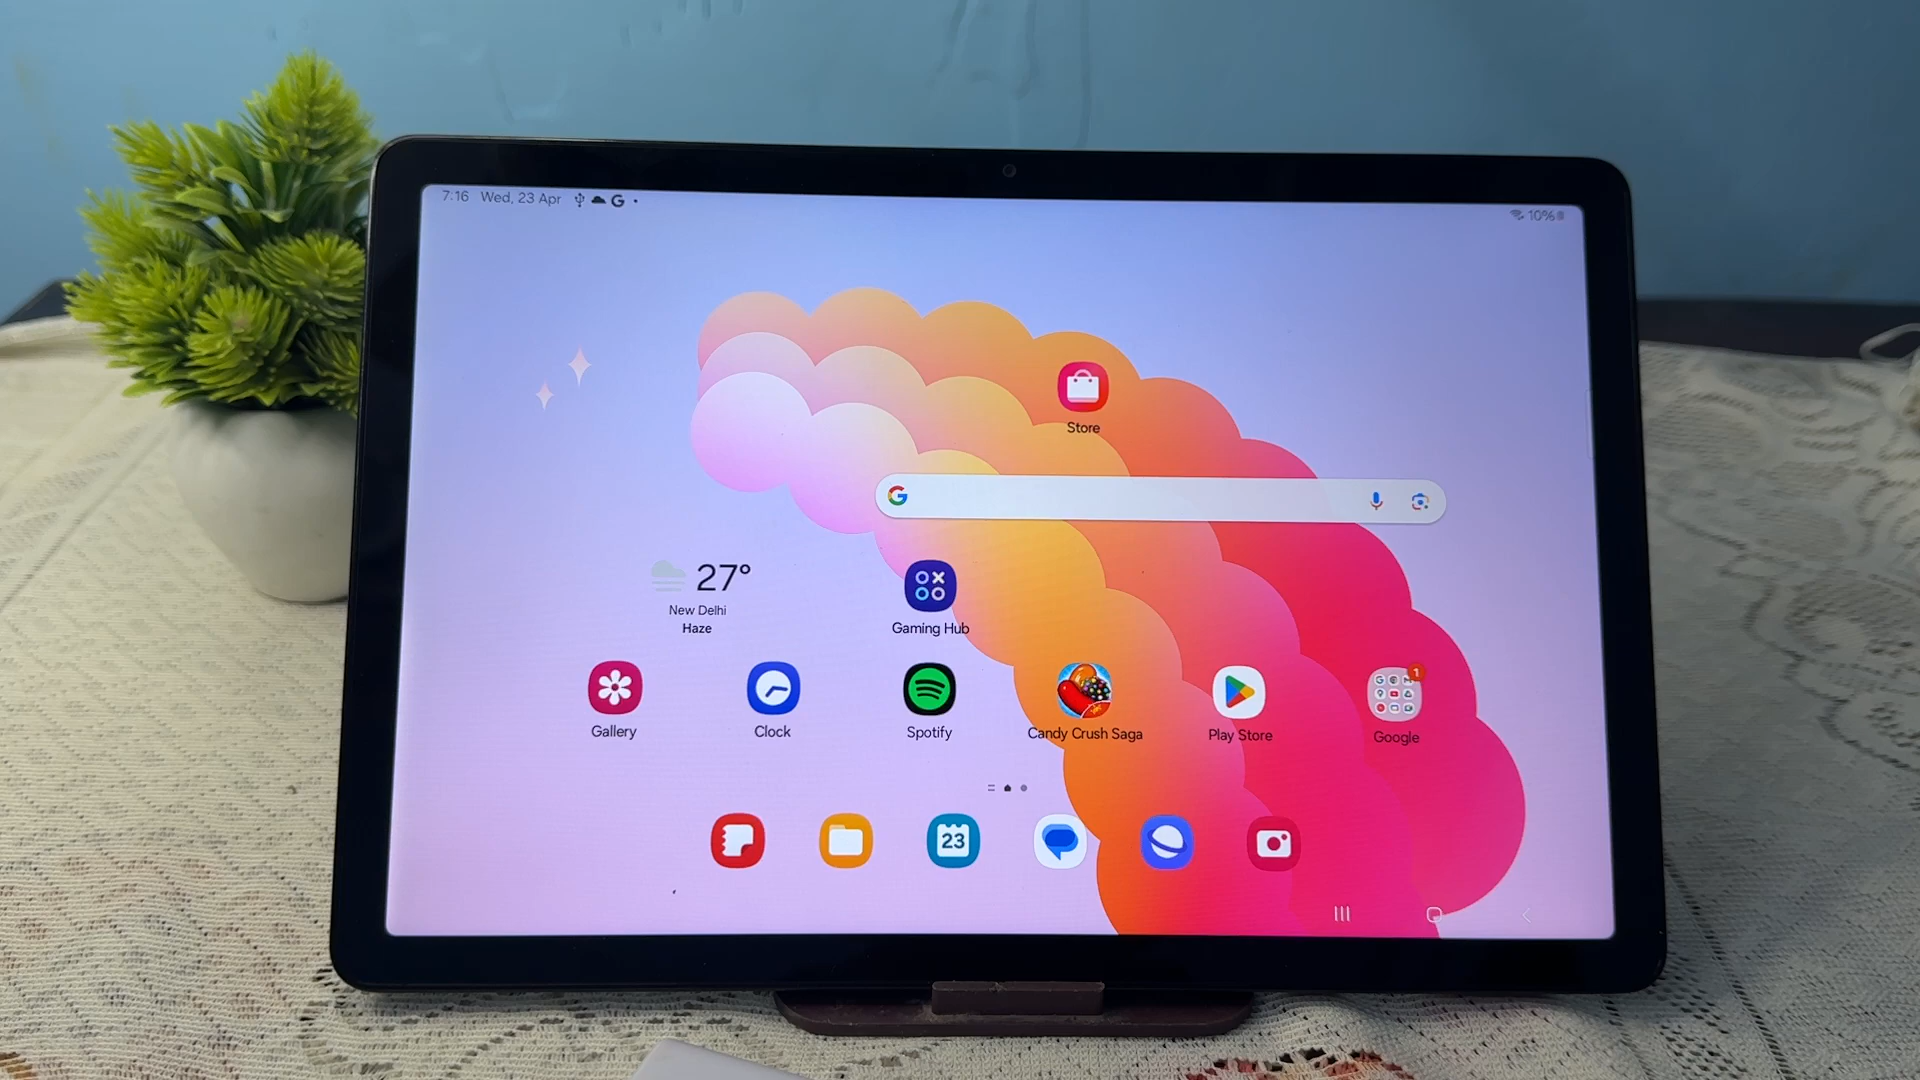 7:16 Wed, 23 Apr
10%
Store
27°
New Delhi
Haze
Gaming Hub
Gallery
Clock
Spotify
Candy Crush Saga
Play Store
1
Google
23